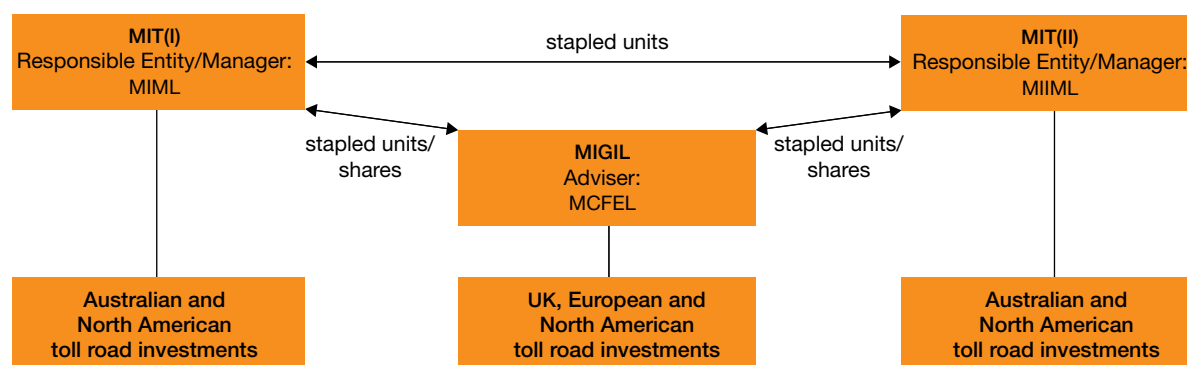 MIT(I)
Responsible Entity/Manager:
MIML
stapled units
MIT(II)
Responsible Entity/Manager:
MIIML
stapled units/
shares
MIGIL
Adviser:
MCFEL
stapled units/
shares
Australian and
North American
toll road investments
UK, European and
North American
toll road investments
Australian and
North American
toll road investments